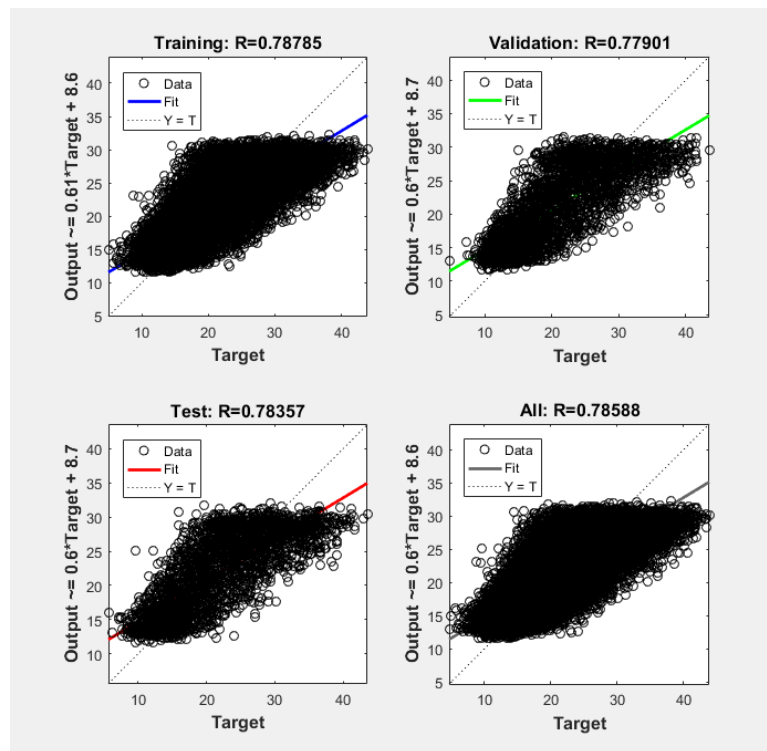 Training: R=0.78785
Output ~= 0.61*Target + 8.6
40
35
30
25
20
15
10
5
Data
Fit
Y = T
10
20
30
40
Target
Validation: R=0.77901
Output ~= 0.6*Target + 8.7
40
35
30
25
20
15
10
5
Data
Fit
Y = T
10
20
30
40
Target
Test: R=0.78357
Output ~= 0.6*Target + 8.7
40
35
30
25
20
15
10
Data
Fit
Y = T
10
20
30
40
Target
All: R=0.78588
Output ~= 0.6*Target + 8.6
40
35
30
25
20
15
10
5
Data
Fit
Y = T
10
20
30
40
Target